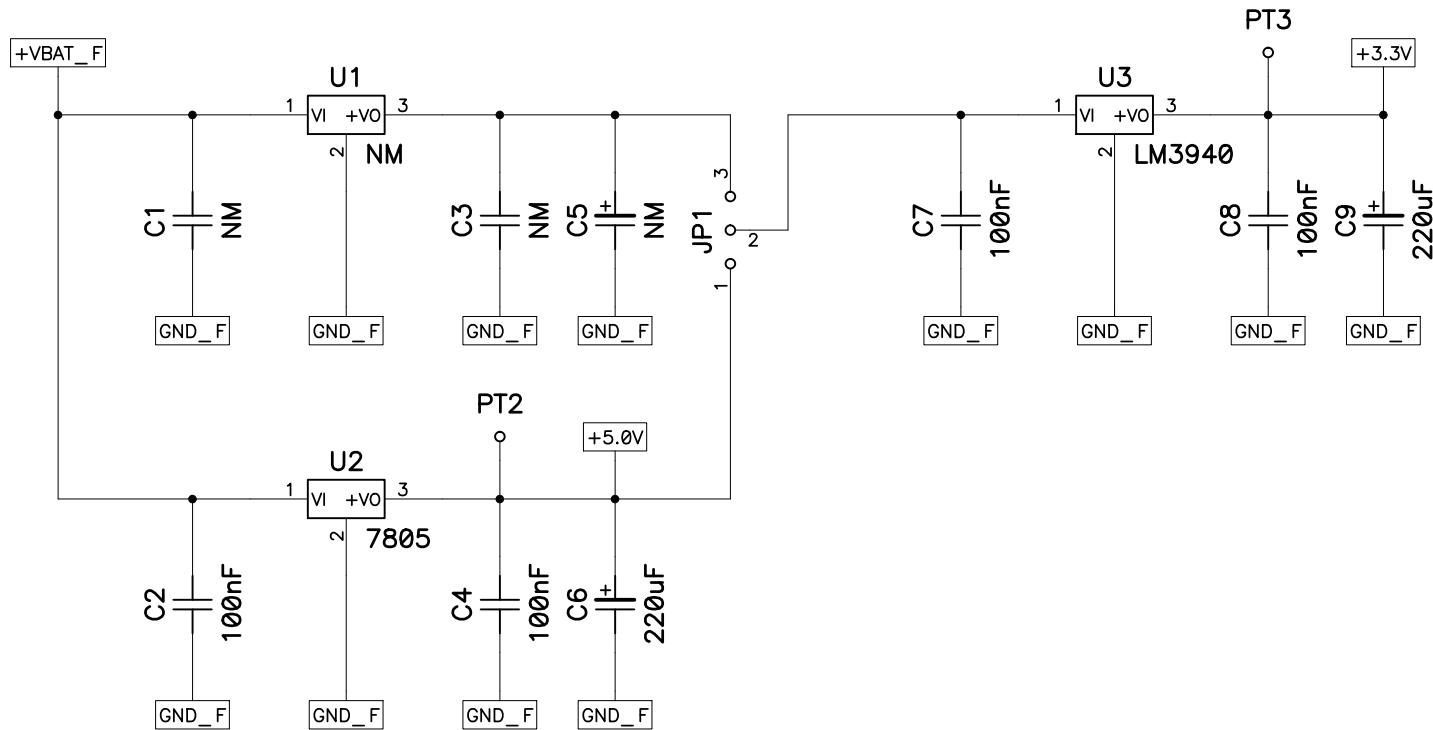 PT3
+VBAT_F
+3.3V
U1
1 VI +VO 3
2 NM
U3
1 VI +VO 3
2 LM3940
C1 NM
C3 NM
C5 + NM
JP1
3
2
1
C7 100nF
C8 100nF
C9 + 220uF
GND_F GND_F GND_F GND_F GND_F GND_F GND_F GND_F
PT2
+5.0V
U2
1 VI +VO 3
2 7805
C2 100nF
C4 100nF
C6 + 220uF
GND_F GND_F GND_F GND_F